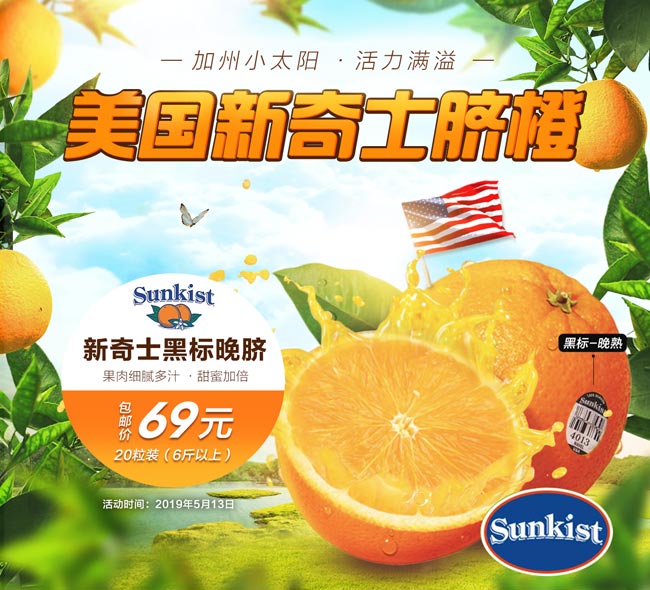 — 加州小太阳 · 活力满溢 —
美国新奇士脐橙
Sunkist
新奇士黑标晚脐
果肉细腻多汁 · 甜蜜加倍
包邮价 69元
20粒装（6斤以上）
活动时间：2019年5月13日
黑标-晚熟
Sunkist
4013
Sunkist